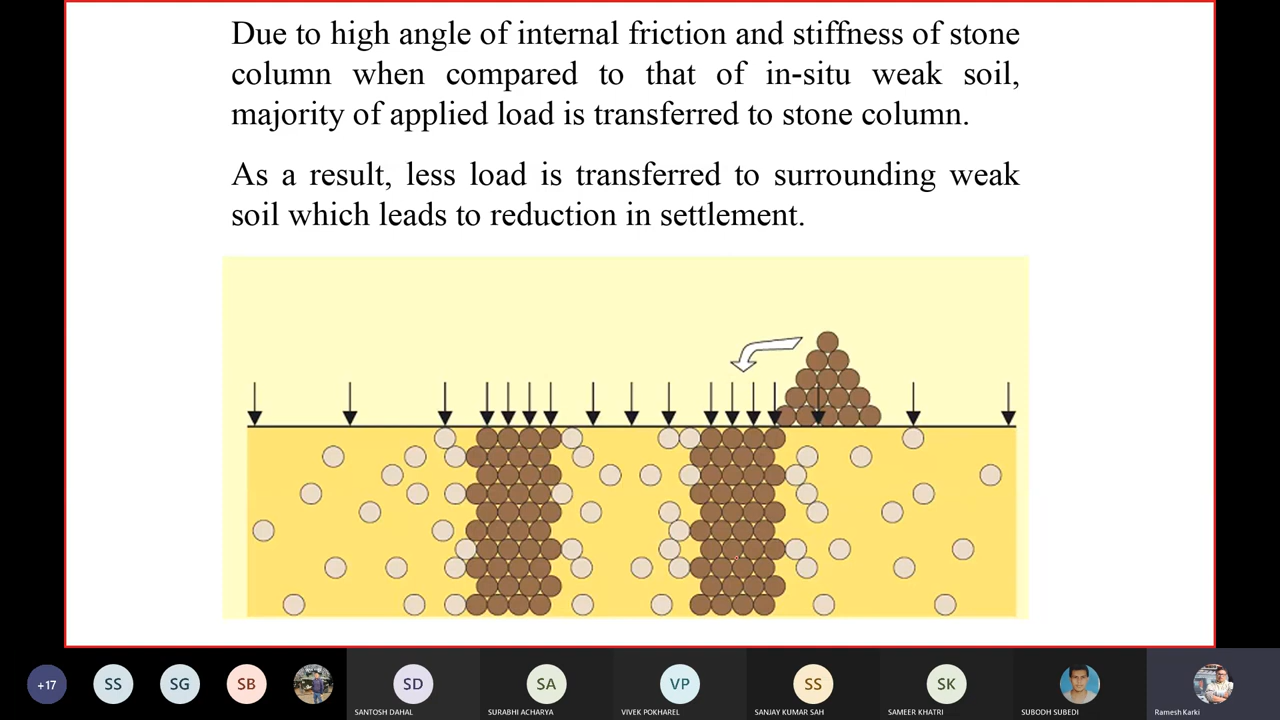 Due to high angle of internal friction and stiffness of stone
column when compared to that of in-situ weak soil,
majority of applied load is transferred to stone column.
As a result, less load is transferred to surrounding weak
soil which leads to reduction in settlement.
+17
SS
SG
SB
SD
SANTOSH DAHAL
SA
SURABHI ACHARYA
VP
VIVEK POKHAREL
SS
SANJAY KUMAR SAH
SK
SAMEER KHATRI
SUBODH SUBEDI
Ramesh Karki